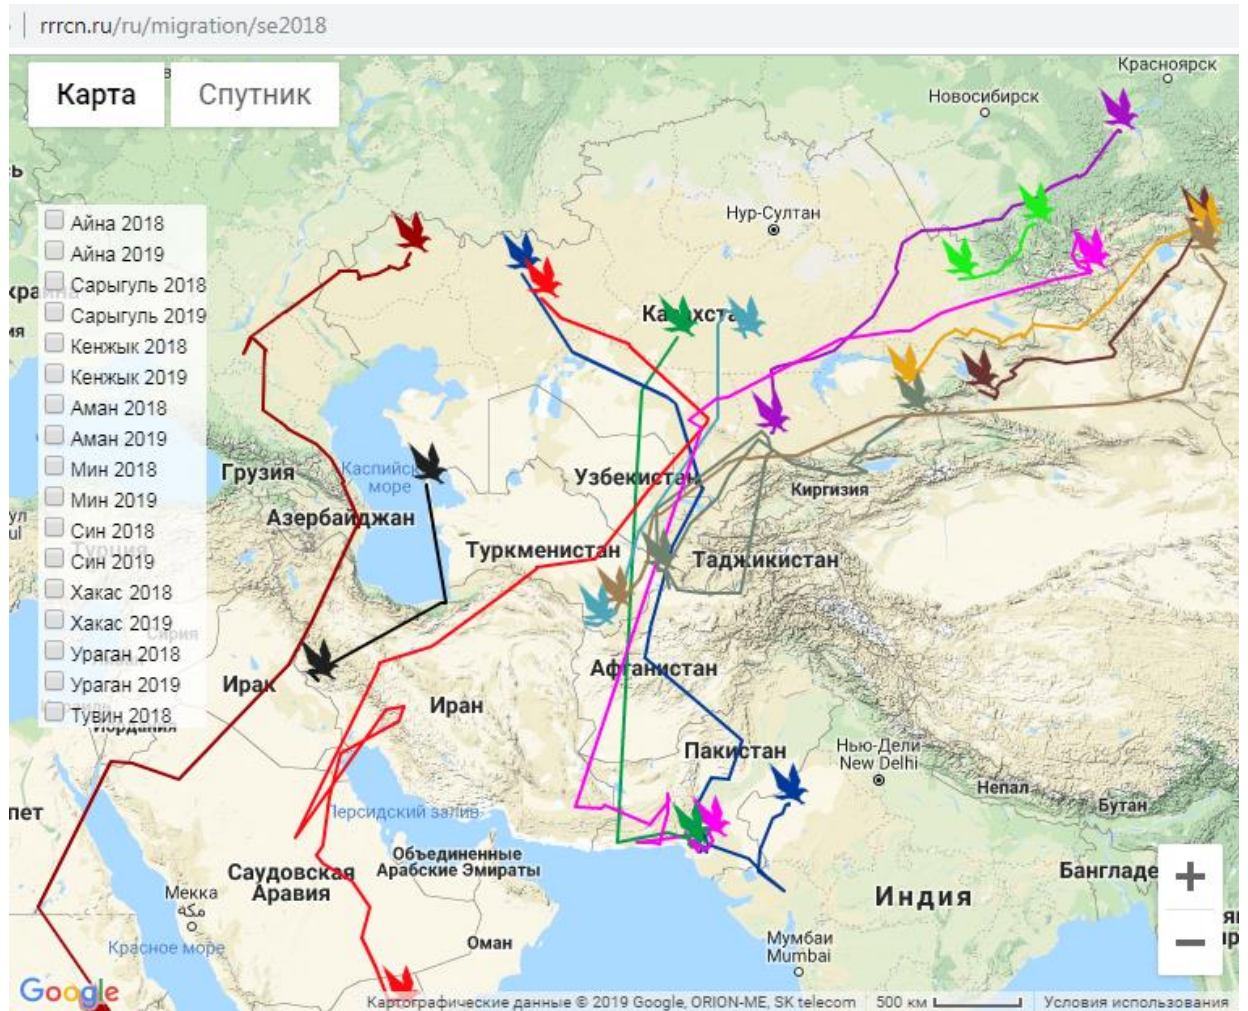 rrrcn.ru/ru/migration/se2018
Карта
Спутник
Красноярск
Новосибирск
Нур-Султан
Айна 2018
Айна 2019
Сарыгуль 2018
Сарыгуль 2019
Кенжык 2018
Кенжык 2019
Аман 2018
Аман 2019
Мин 2018
Мин 2019
Син 2018
Син 2019
Хакас 2018
Хакас 2019
Ураган 2018
Ураган 2019
Тувин 2018
Грузия
Каспийск
море
Азербайджан
Узбекистан
Киргизия
Туркменистан
Таджикистан
Афганистан
Ирак
Иран
Иордания
Пакистан
Нью-Дели
New Delhi
Непал
Бутан
Персидский залив
Объединенные
Арабские Эмираты
Саудовская
Аравия
Мекка
مكة
Красное море
Оман
Бангладе
Индия
Мумбаи
Mumbai
Google
Картографические данные © 2019 Google, ORION-ME, SK telecom
500 км
Условия использования